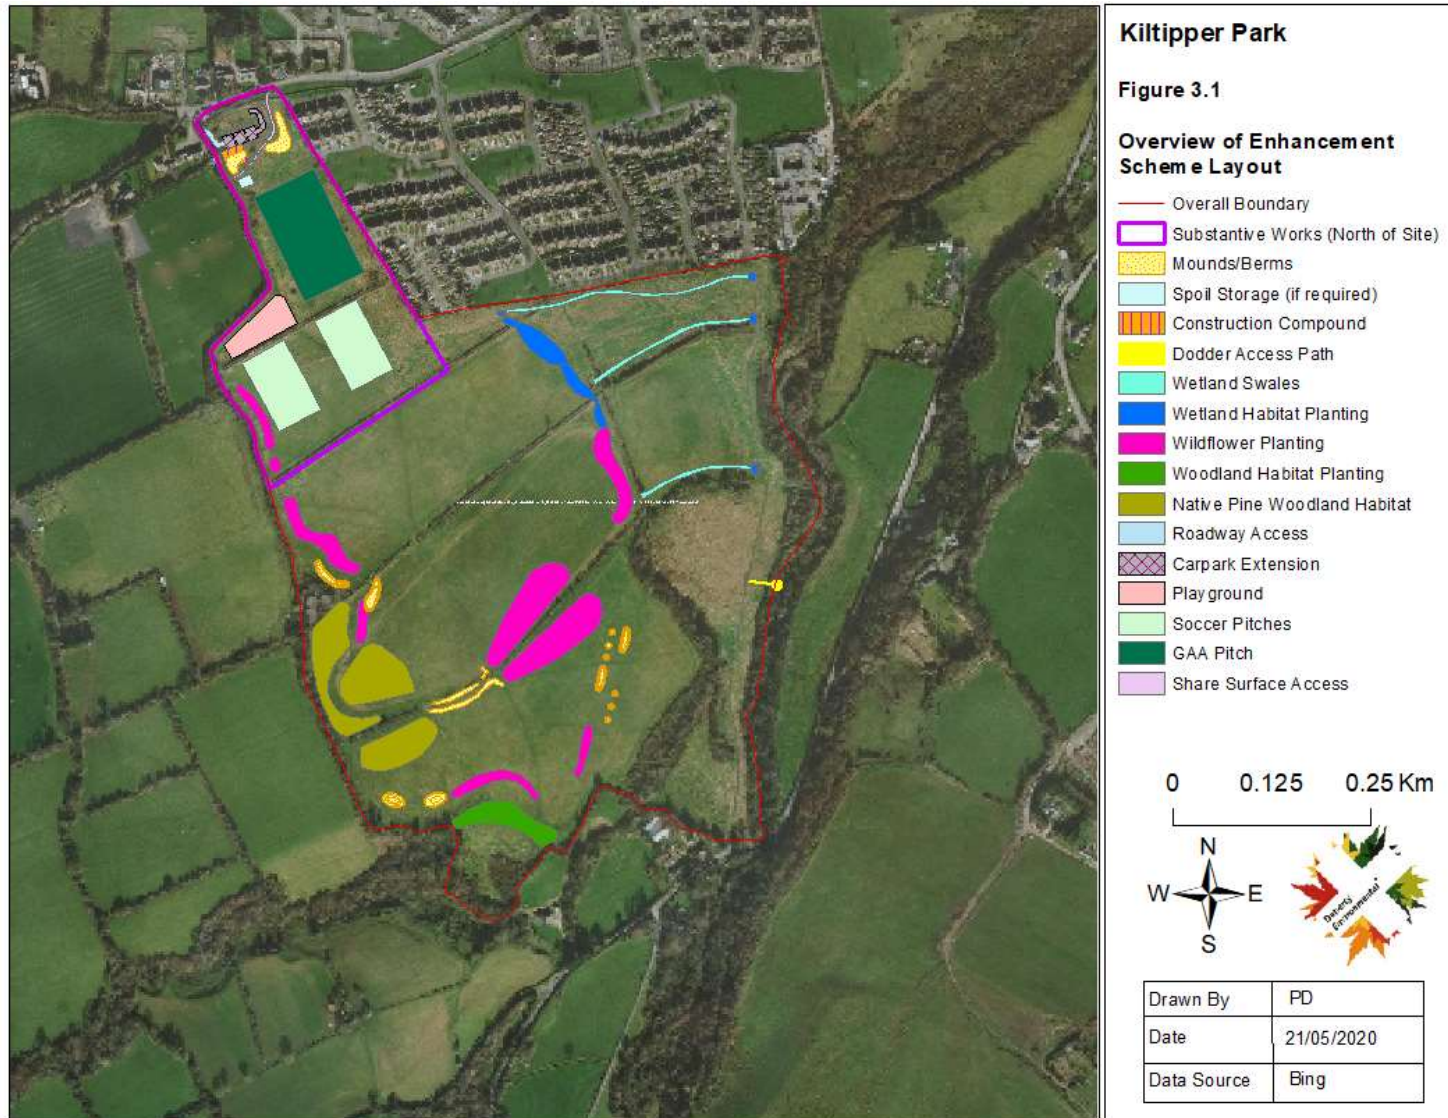 Kiltipper Park
Figure 3.1
Overview of Enhancement
Scheme Layout
Overall Boundary
Substantive Works (North of Site)
Mounds/Berms
Spoil Storage (if required)
Construction Compound
Dodder Access Path
Wetland Swales
Wetland Habitat Planting
Wildflower Planting
Woodland Habitat Planting
Native Pine Woodland Habitat
Roadway Access
Carpark Extension
Playground
Soccer Pitches
GAA Pitch
Share Surface Access
0 0.125 0.25 Km
N
W E
S
Doherty
Environmental
Drawn By PD
Date 21/05/2020
Data Source Bing